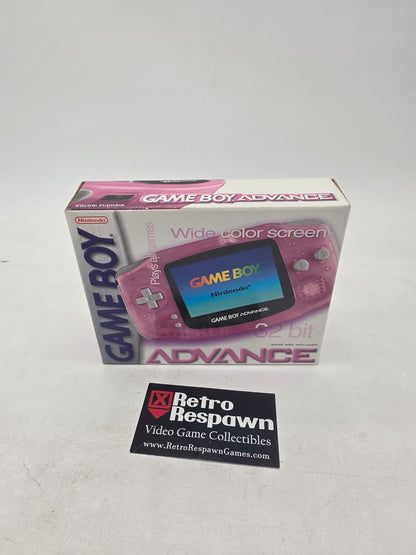 COLOR: FUCHSIA
GAME BOY ADVANCE
Nintendo
GAME BOY
Plays all games
Wide color screen
GAME BOY
Nintendo
GAME BOY ADVANCE
32 bit
GAME NOT INCLUDED
ADVANCE
Retro
Respawn
Video Game Collectibles
www.RetroRespawnGames.com